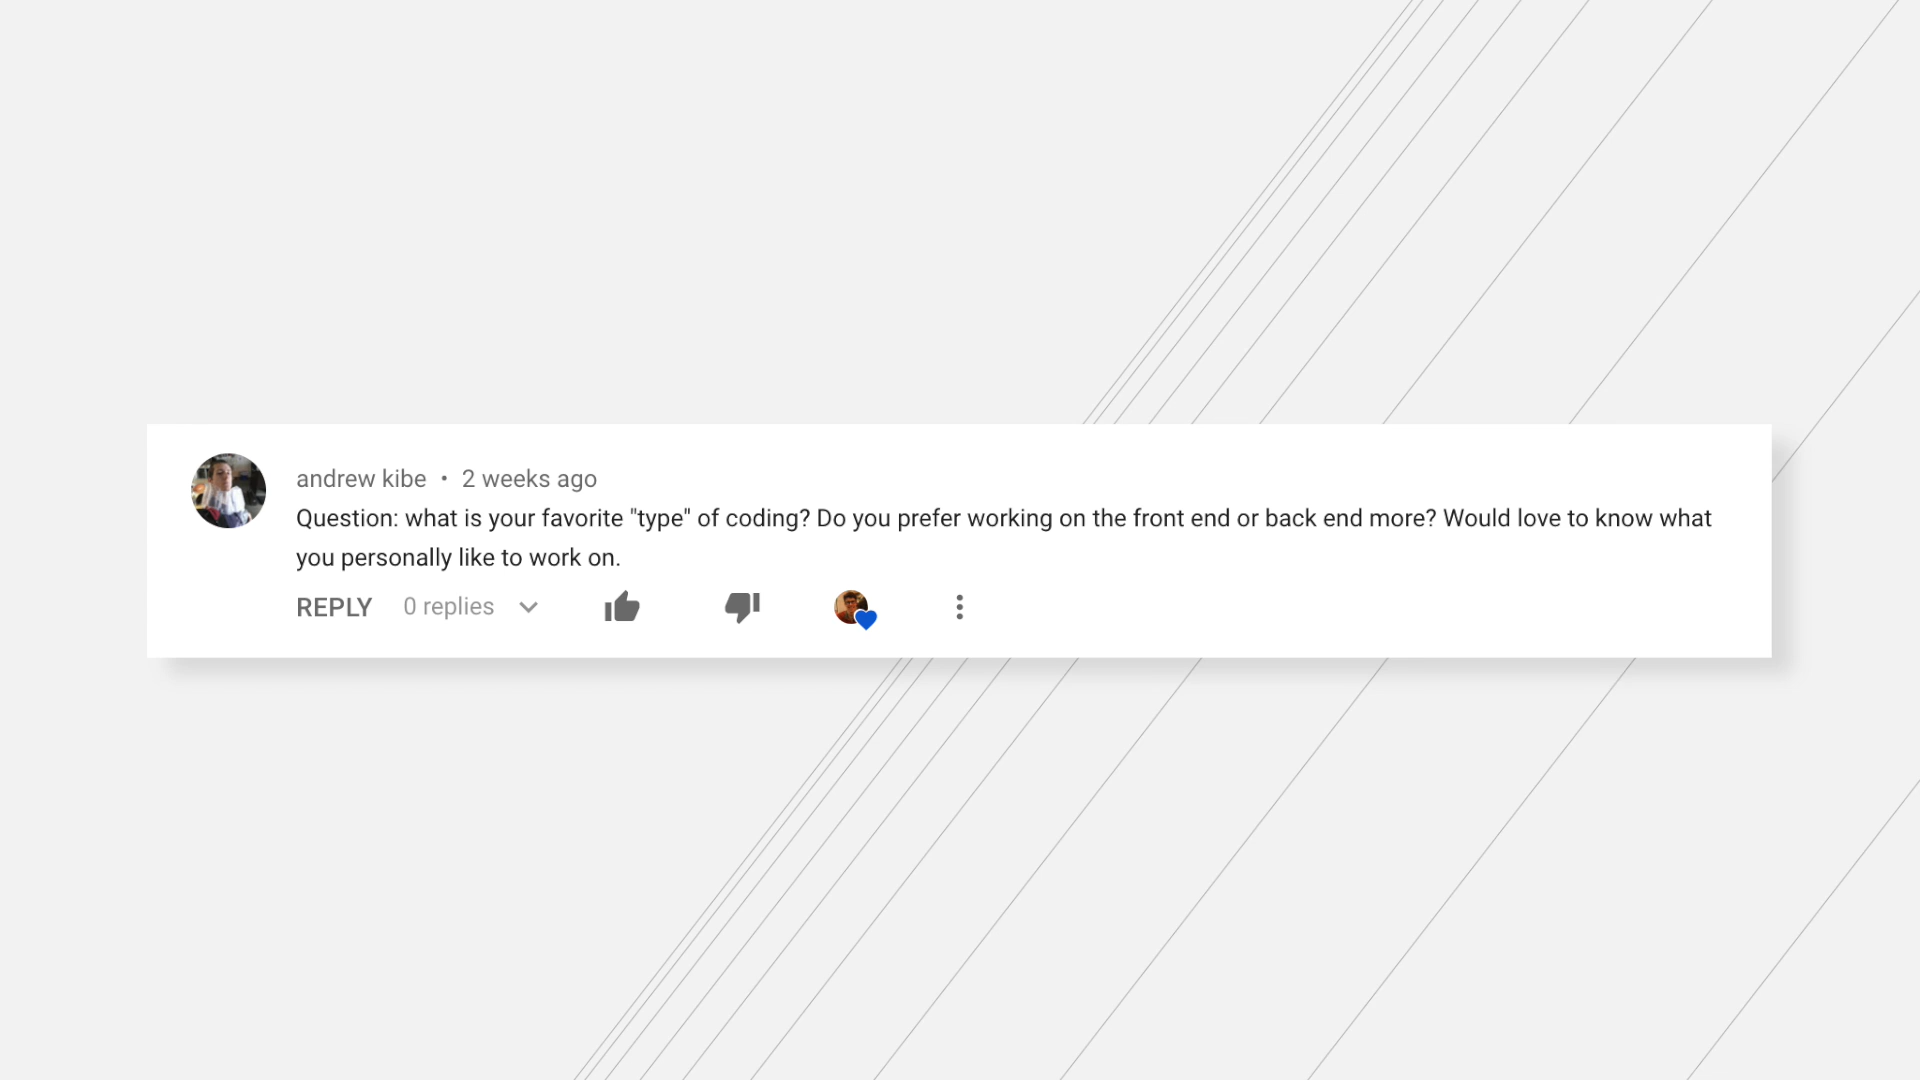 andrew kibe • 2 weeks ago
Question: what is your favorite "type" of coding? Do you prefer working on the front end or back end more? Would love to know what
you personally like to work on.
REPLY 0 replies